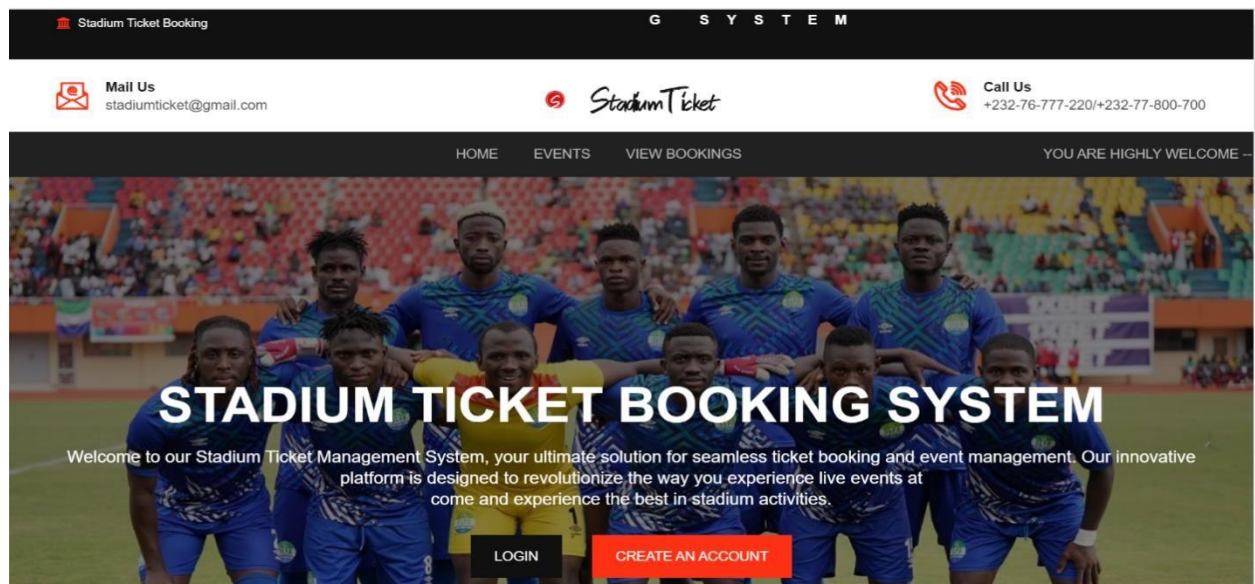 Stadium Ticket Booking
G SYSTEM
Mail Us
stadiumticket@gmail.com
StadiumTicket
Call Us
+232-76-777-220/+232-77-800-700
HOME EVENTS VIEW BOOKINGS YOU ARE HIGHLY WELCOME --
STADIUM TICKET BOOKING SYSTEM
Welcome to our Stadium Ticket Management System, your ultimate solution for seamless ticket booking and event management. Our innovative
platform is designed to revolutionize the way you experience live events at
come and experience the best in stadium activities.
LOGIN CREATE AN ACCOUNT